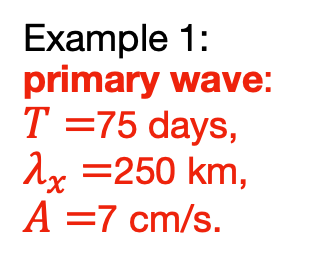 Example 1:
primary wave:
T =75 days,
λx =250 km,
A =7 cm/s.